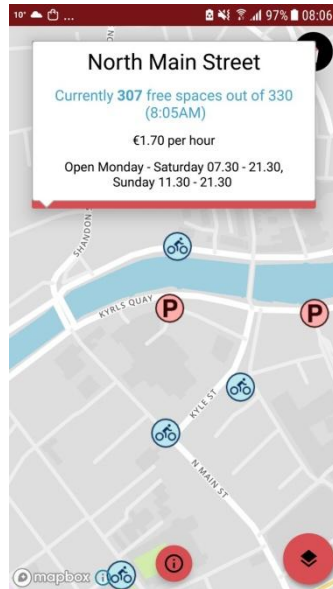 10° ... 97% 08:06
North Main Street
Currently 307 free spaces out of 330
(8:05AM)
€1.70 per hour
Open Monday - Saturday 07.30 - 21.30,
Sunday 11.30 - 21.30
SHANDON
KYRLS QUAY
P
P
KYLE ST
N MAIN ST
mapbox